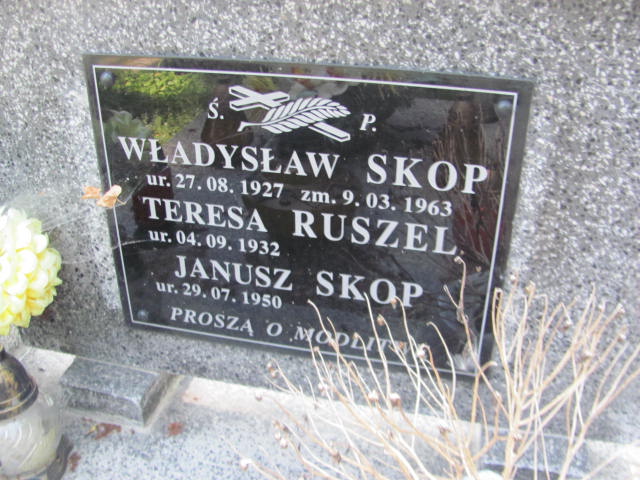 Ś. P.
WŁADYSŁAW SKOP
ur. 27. 08. 1927 zm. 9. 03. 1963
TERESA RUSZEL
ur. 04. 09. 1932
JANUSZ SKOP
ur. 29. 07. 1950
PROSZĄ O